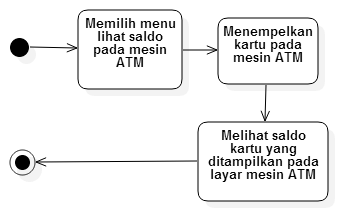 Memilih menu
lihat saldo
pada mesin
ATM
Menempelkan
kartu pada
mesin ATM
Melihat saldo
kartu yang
ditampilkan pada
layar mesin ATM